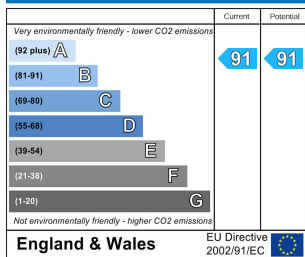 Current Potential
Very environmentally friendly - lower CO2 emissions
(92 plus) A
(81-91) B
91 91
(69-80) C
(55-68) D
(39-54) E
(21-38) F
(1-20) G
Not environmentally friendly - higher CO2 emissions
England & Wales
EU Directive
2002/91/EC